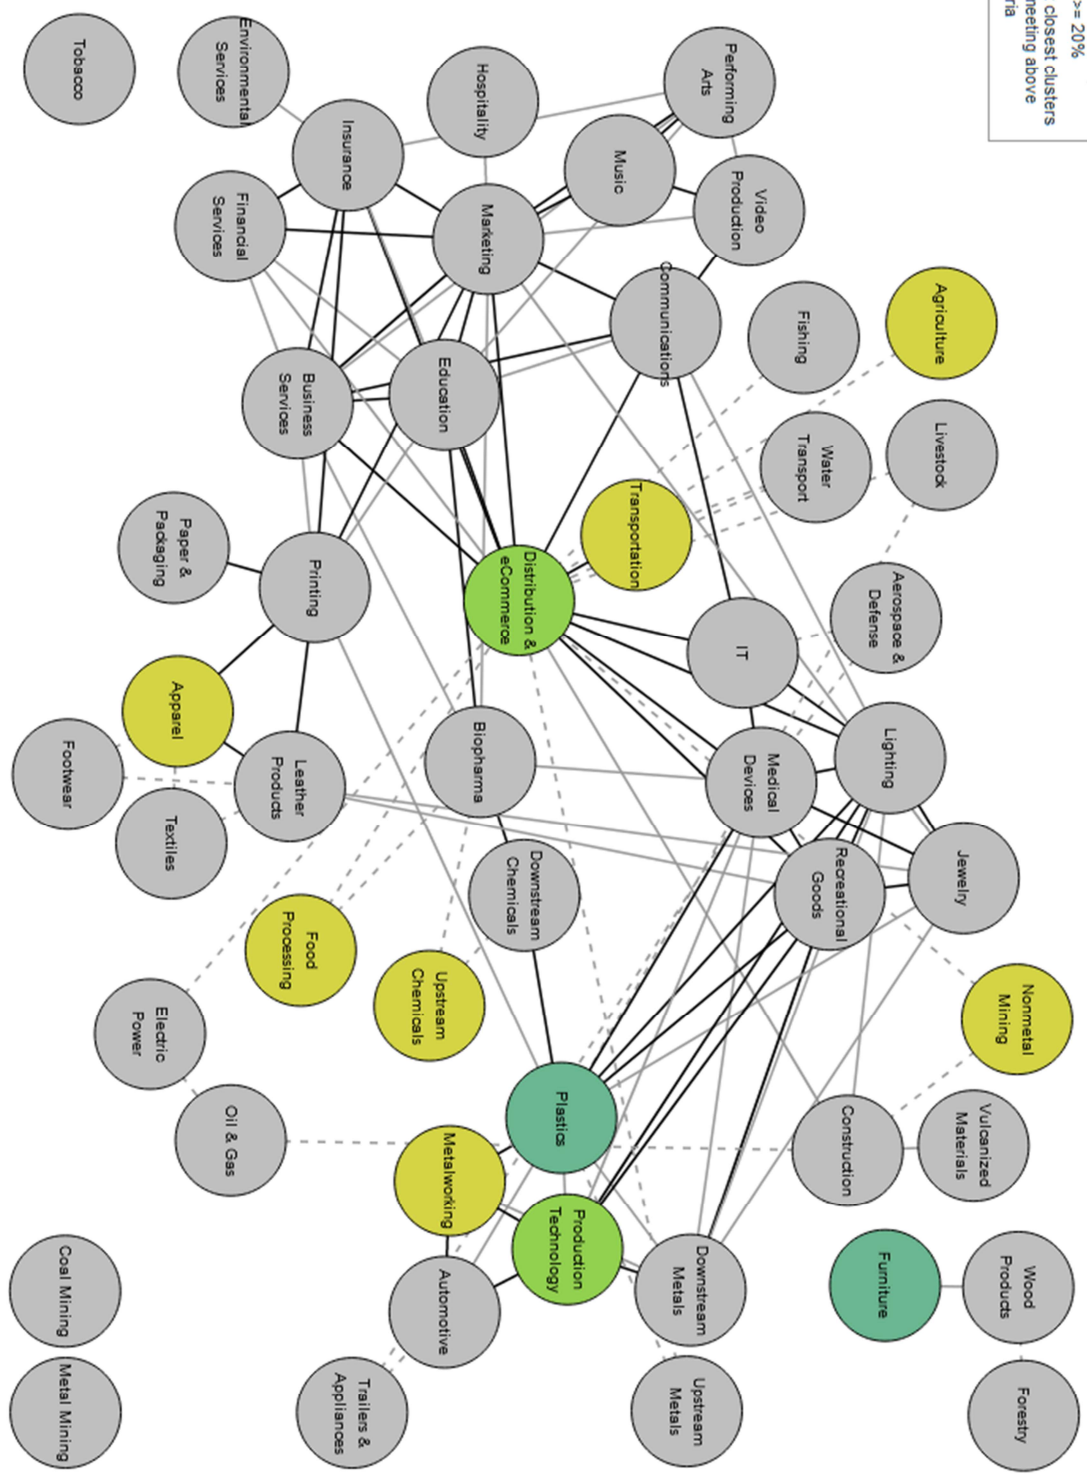 >= 20%
closest clusters
neeting above
ria
Nonmetal
Mining
Wood
Products
Forestry
Jewelry
Vulcanized
Materials
Agriculture
Livestock
Aerospace &
Defense
Lighting
Furniture
Construction
Recreational
Goods
Fishing
Water
Transport
Video
Production
Medical
Devices
IT
Performing
Arts
Downstream
Metals
Upstream
Metals
Communications
Transportation
Music
Production
Technology
Plastics
Distribution &
eCommerce
Downstream
Chemicals
Marketing
Hospitality
Biopharma
Metalworking
Education
Automotive
Upstream
Chemicals
Trailers &
Appliances
Insurance
Printing
Business
Services
Food
Processing
Leather
Products
Environmental
Services
Financial
Services
Oil & Gas
Apparel
Paper &
Packaging
Textiles
Electric
Power
Tobacco
Footwear
Coal Mining
Metal Mining